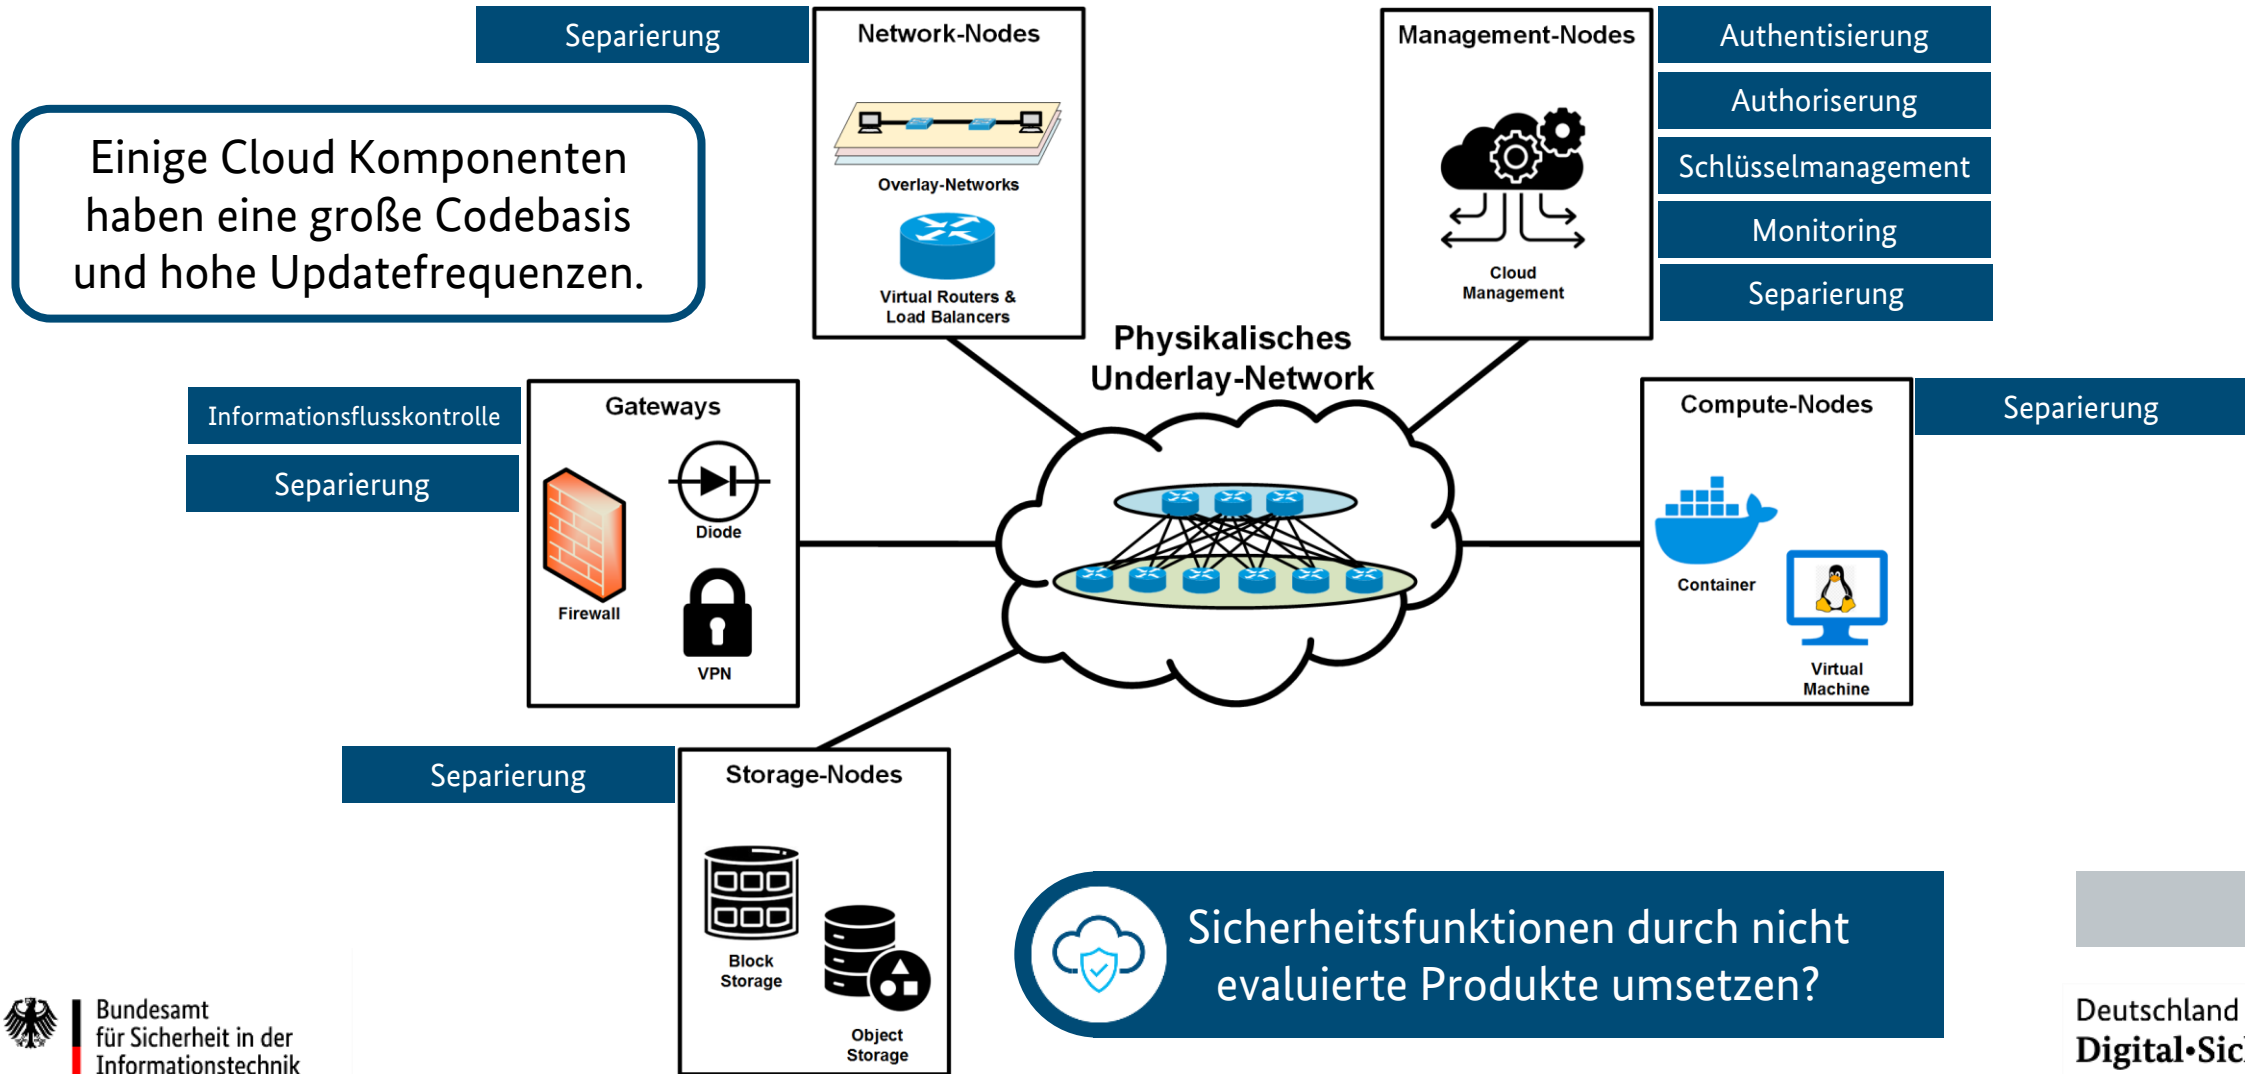 Separierung
Network-Nodes
Overlay-Networks
Virtual Routers &
Load Balancers
Management-Nodes
Cloud
Management
Authentisierung
Authoriserung
Schlüsselmanagement
Monitoring
Separierung
Einige Cloud Komponenten
haben eine große Codebasis
und hohe Updatefrequenzen.
Physikalisches
Underlay-Network
Informationsflusskontrolle
Separierung
Gateways
Diode
Firewall
VPN
Compute-Nodes
Container
Virtual
Machine
Separierung
Separierung
Storage-Nodes
Block
Storage
Object
Storage
Sicherheitsfunktionen durch nicht
evaluierte Produkte umsetzen?
Bundesamt
für Sicherheit in der
Informationstechnik
Deutschland
Digital•Sic